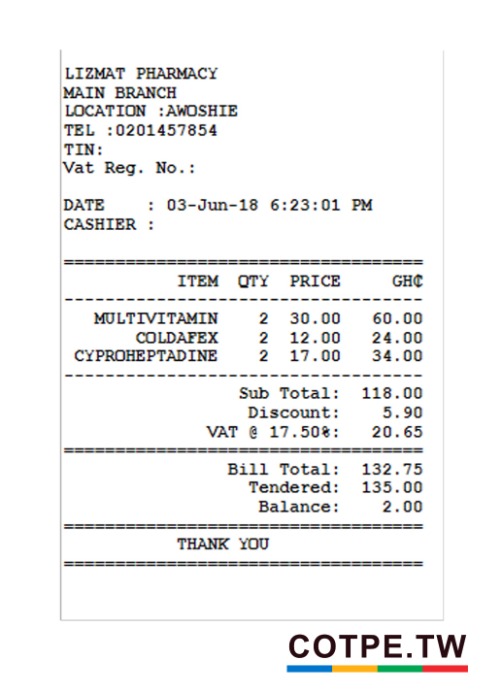 LIZMAT PHARMACY
MAIN BRANCH
LOCATION :AWOSHIE
TEL :0201457854
TIN:
Vat Reg. No.:
DATE : 03-Jun-18 6:23:01 PM
CASHIER :
====================================
ITEM QTY PRICE GH₵
------------------------------------
MULTIVITAMIN 2 30.00 60.00
COLDAFEX 2 12.00 24.00
CYPROHEPTADINE 2 17.00 34.00
------------------------------------
Sub Total: 118.00
Discount: 5.90
VAT @ 17.50%: 20.65
====================================
Bill Total: 132.75
Tendered: 135.00
Balance: 2.00
====================================
THANK YOU
====================================
COTPE.TW